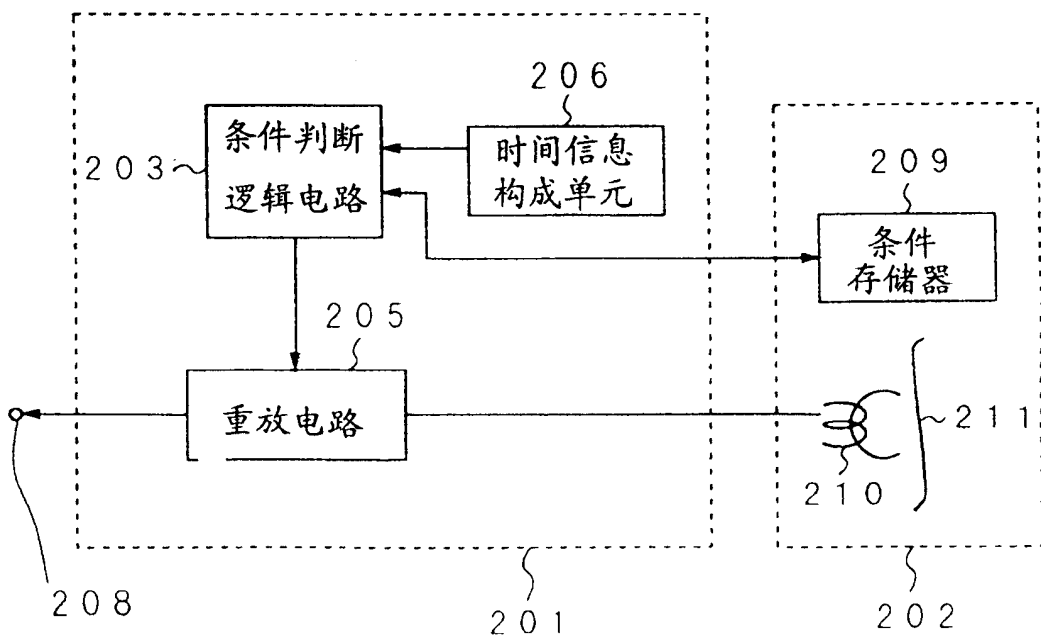 206
条件判断
逻辑电路
203
时间信息
构成单元
209
条件
存储器
205
重放电路
211
210
208
201
202